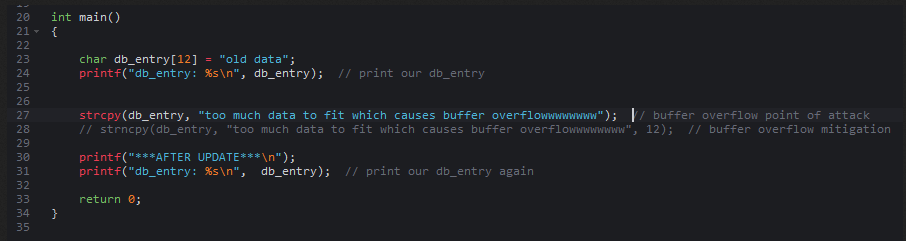 20 int main()
21 {
22
23 char db_entry[12] = "old data";
24 printf("db_entry: %s\n", db_entry); // print our db_entry
25
26
27 strcpy(db_entry, "too much data to fit which causes buffer overflowwwwwwww"); // buffer overflow point of attack
28 // strncpy(db_entry, "too much data to fit which causes buffer overflowwwwwwww", 12); // buffer overflow mitigation
29
30 printf("***AFTER UPDATE***\n");
31 printf("db_entry: %s\n", db_entry); // print our db_entry again
32
33 return 0;
34 }
35